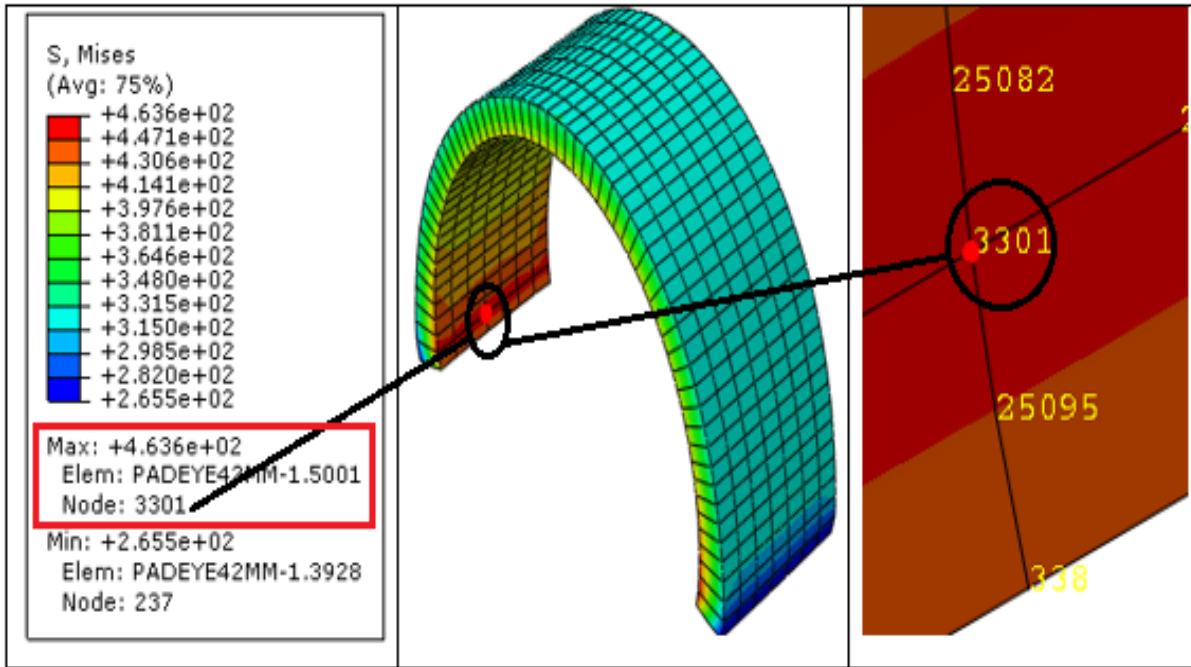 S, Mises
(Avg: 75%)
+4.636e+02
+4.471e+02
+4.306e+02
+4.141e+02
+3.976e+02
+3.811e+02
+3.646e+02
+3.480e+02
+3.315e+02
+3.150e+02
+2.985e+02
+2.820e+02
+2.655e+02
Max: +4.636e+02
Elem: PADEYE42MM-1.5001
Node: 3301
Min: +2.655e+02
Elem: PADEYE42MM-1.3928
Node: 237
25082
3301
25095
338